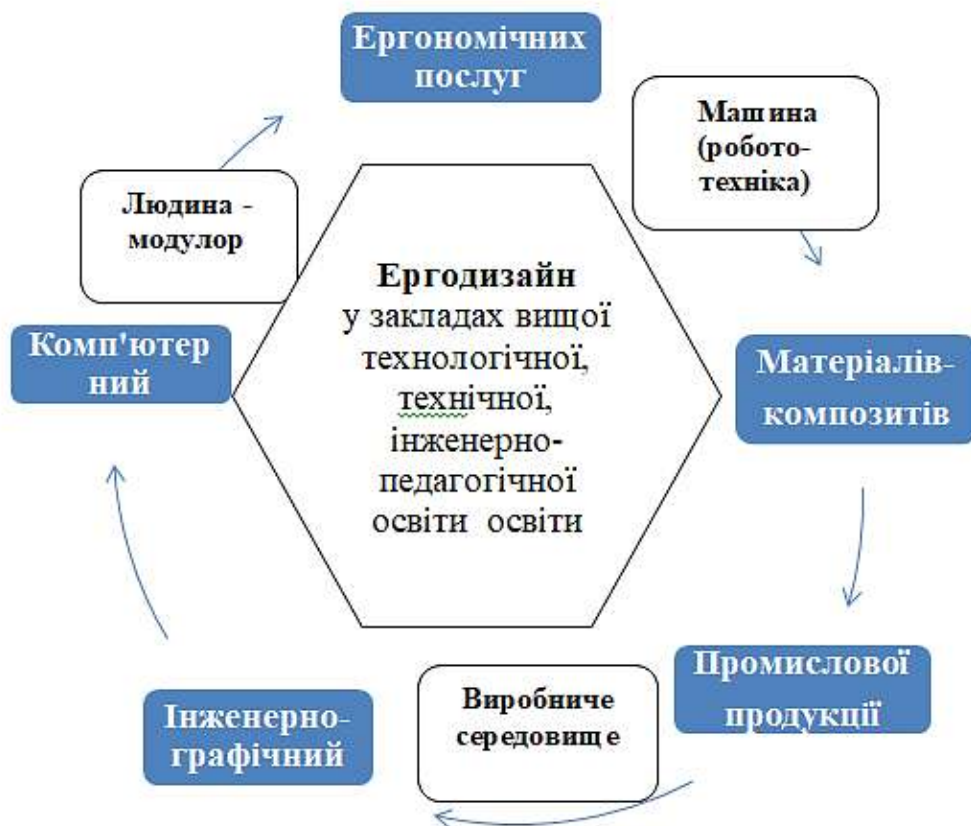 Ергономічних
послуг
Машина
(робото-
техніка)
Людина -
модулор
Ергодизайн
у закладах вищої
технологічної,
технічної,
інженерно-
педагогічної
освіти освіти
Комп'ютер
ний
Матеріалів-
композитів
Промислової
продукції
Виробниче
середовище
Інженерно-
графічний